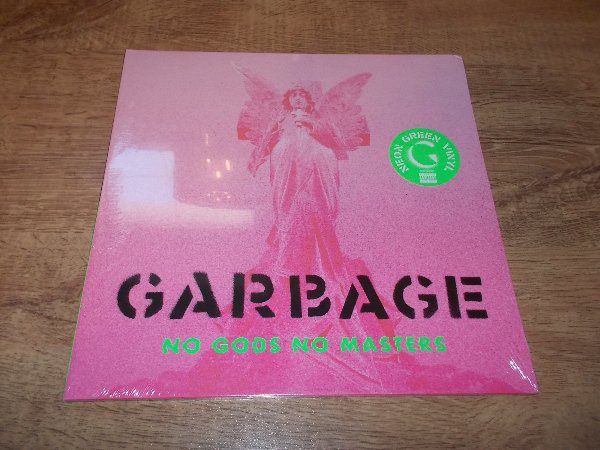 NEON GREEN VINYL
G
GARBAGE
NO GODS NO MASTERS